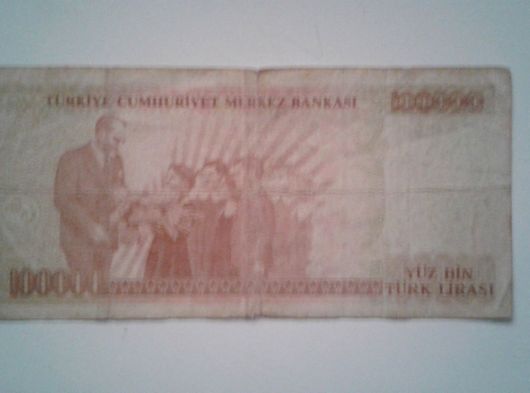 TÜRKİYE CUMHURİYET MERKEZ BANKASI
100000
100000
YÜZ BİN
TÜRK LİRASI